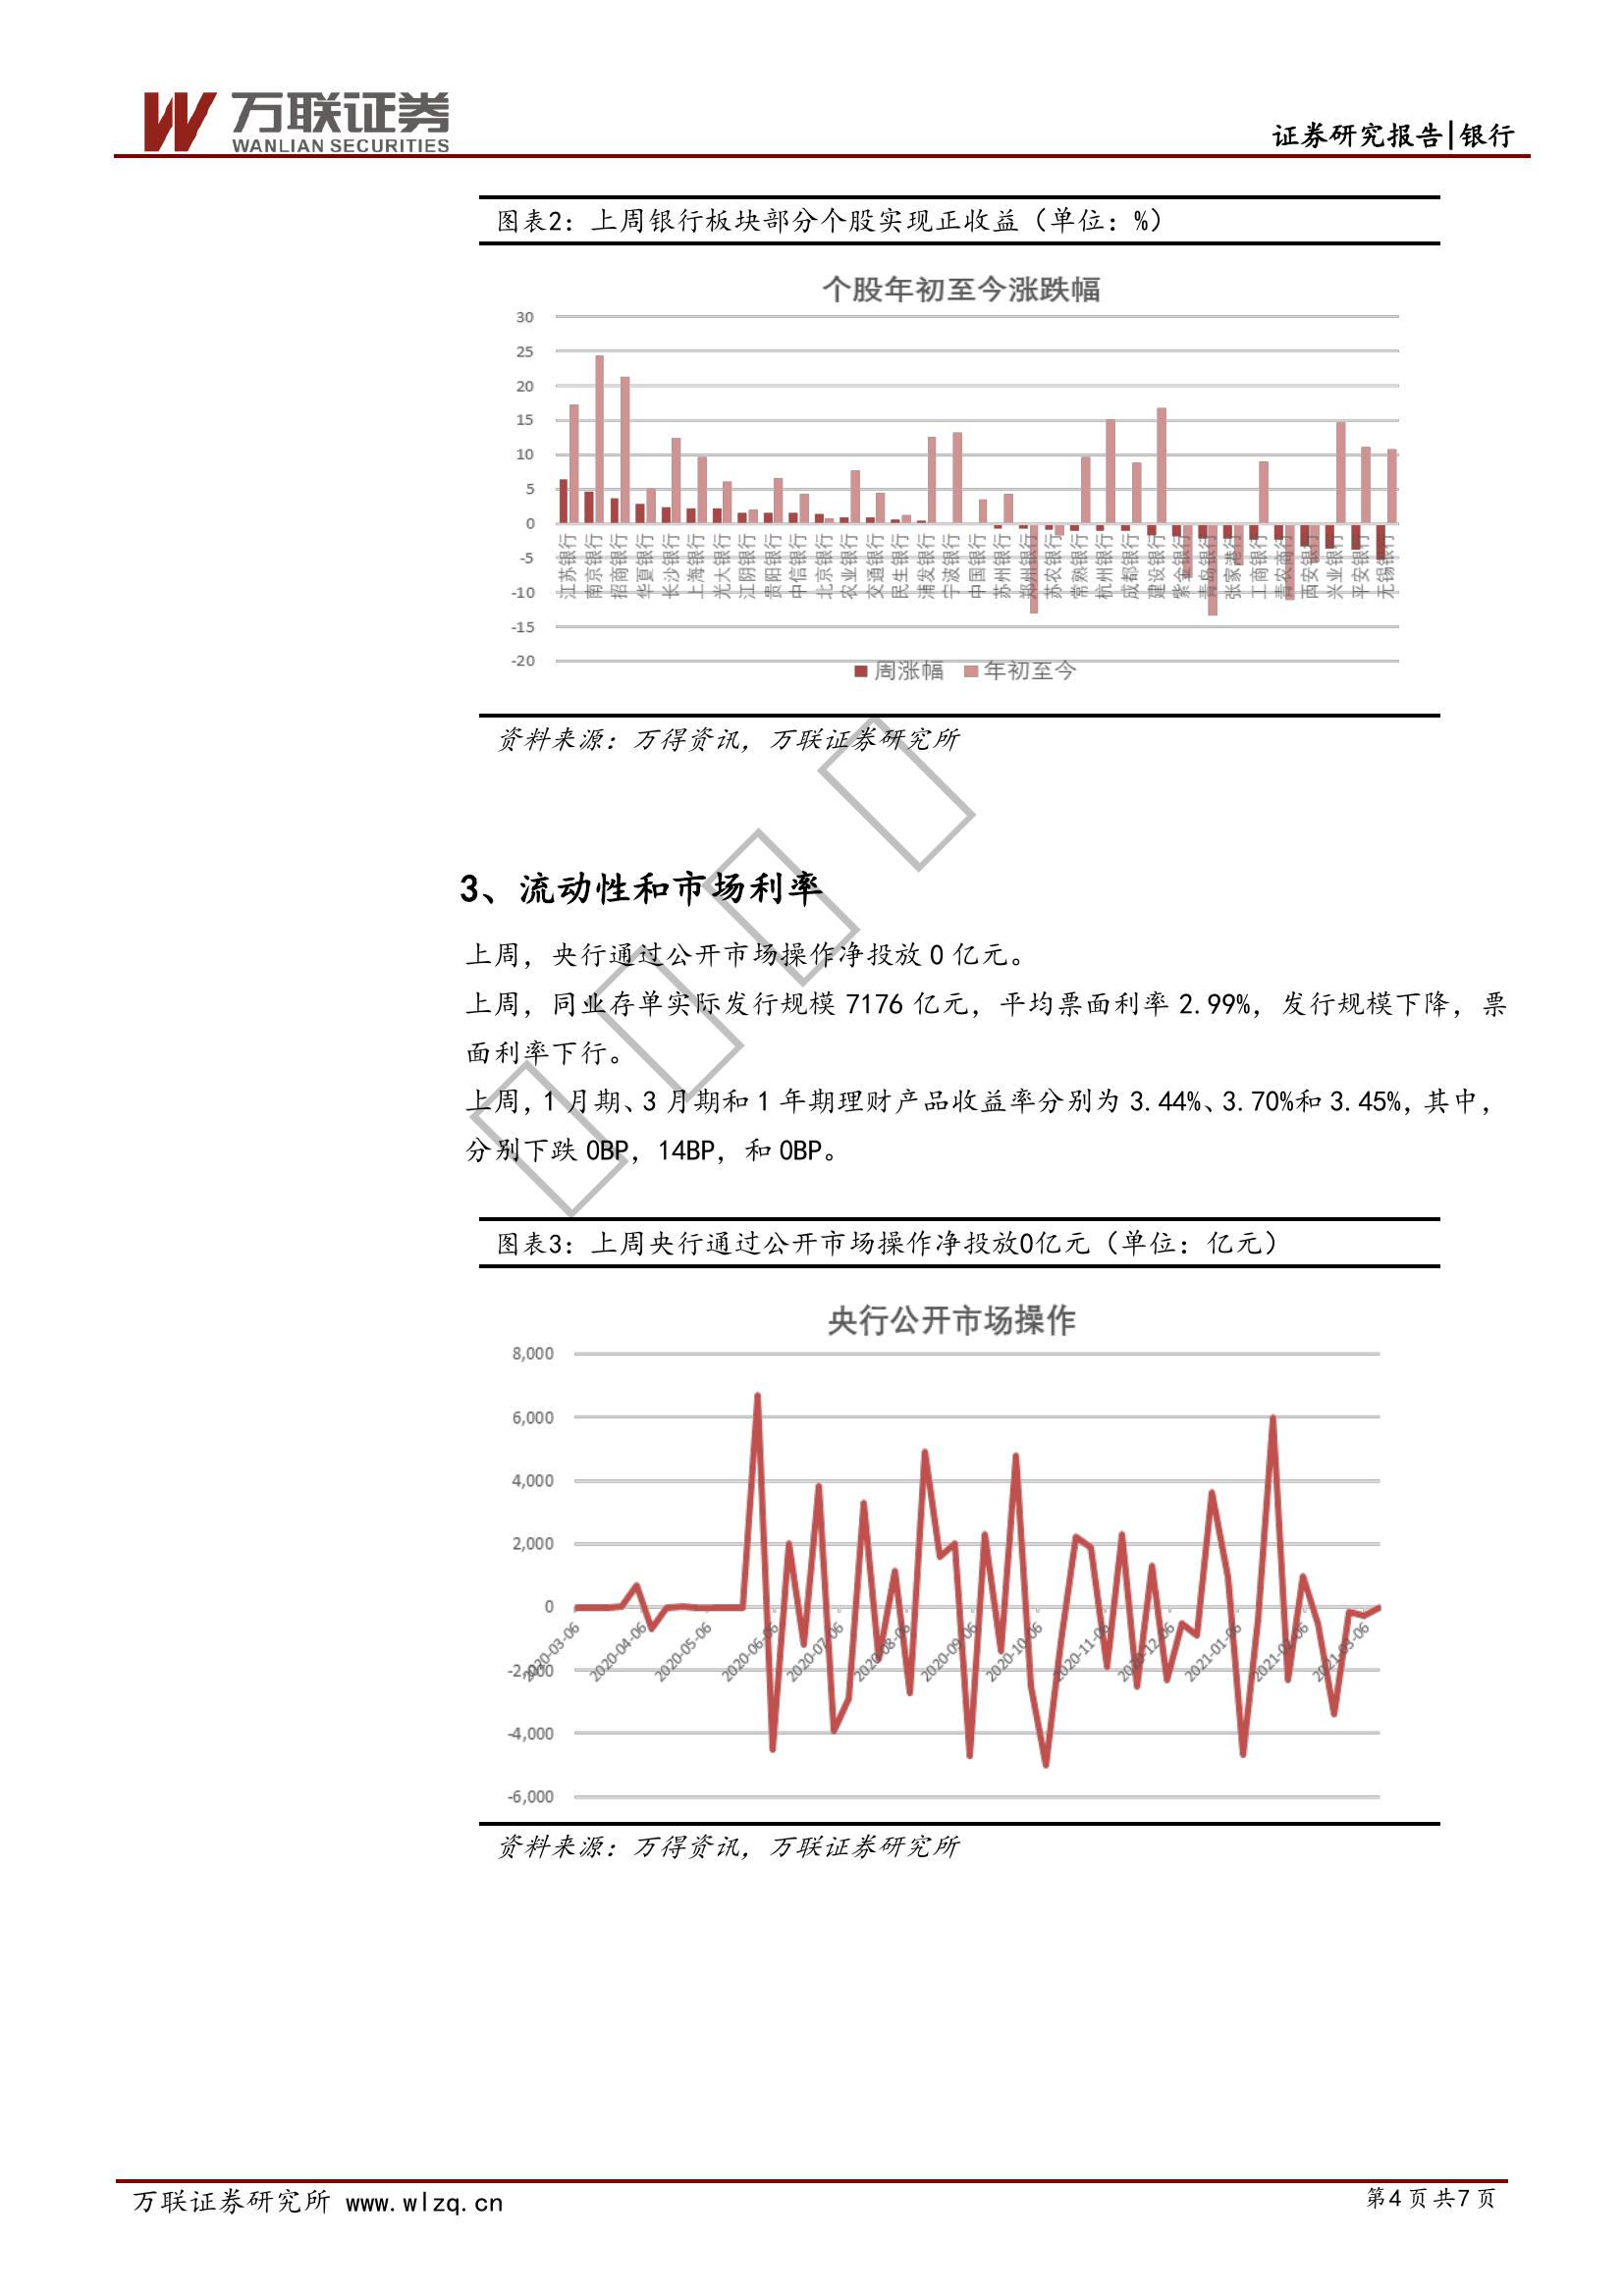 万联证券
WANLIAN SECURITIES
证券研究报告|银行
图表2：上周银行板块部分个股实现正收益（单位：%）
个股年初至今涨跌幅
30
25
20
15
10
5
0
-5
-10
-15
-20
江苏银行
南京银行
招商银行
华夏银行
长沙银行
上海银行
光大银行
江阴银行
贵阳银行
中信银行
北京银行
农业银行
交通银行
民生银行
浦发银行
宁波银行
中国银行
苏州银行
郑州银行
苏农银行
常熟银行
杭州银行
成都银行
建设银行
紫金银行
青岛银行
张家港行
工商银行
青农商行
西安银行
兴业银行
平安银行
无锡银行
周涨幅 年初至今
资料来源：万得资讯，万联证券研究所
3、流动性和市场利率
上周，央行通过公开市场操作净投放 0 亿元。
上周，同业存单实际发行规模 7176 亿元，平均票面利率 2.99%，发行规模下降，票
面利率下行。
上周，1 月期、3 月期和 1 年期理财产品收益率分别为 3.44%、3.70%和 3.45%，其中，
分别下跌 0BP，14BP，和 0BP。
图表3：上周央行通过公开市场操作净投放0亿元（单位：亿元）
央行公开市场操作
8,000
6,000
4,000
2,000
0
-2,000
-4,000
-6,000
2020-03-06
2020-04-06
2020-05-06
2020-06-06
2020-07-06
2020-08-06
2020-09-06
2020-10-06
2020-11-06
2020-12-06
2021-01-06
2021-02-06
2021-03-06
资料来源：万得资讯，万联证券研究所
万联证券研究所 www.wlzq.cn
第 4 页 共 7 页